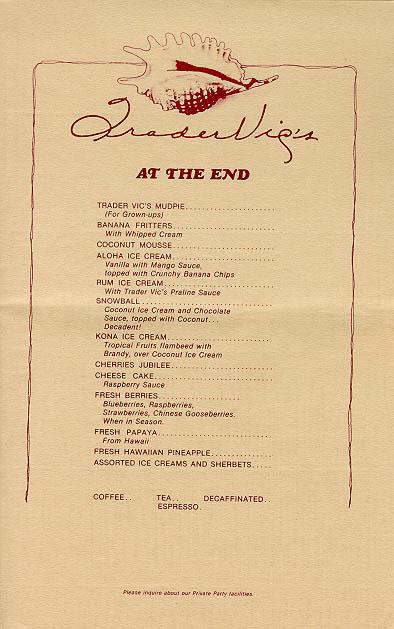 Trader Vic's
AT THE END
TRADER VIC'S MUDPIE......................
(For Grown-ups)
BANANA FRITTERS.........................
With Whipped Cream
COCONUT MOUSSE.........................
ALOHA ICE CREAM.........................
Vanilla with Mango Sauce,
topped with Crunchy Banana Chips
RUM ICE CREAM...........................
With Trader Vic's Praline Sauce
SNOWBALL.................................
Coconut Ice Cream and Chocolate
Sauce, topped with Coconut...
Decadent!
KONA ICE CREAM.........................
Tropical Fruits flambeed with
Brandy, over Coconut Ice Cream
CHERRIES JUBILEE.........................
CHEESE CAKE.............................
Raspberry Sauce
FRESH BERRIES...........................
Blueberries, Raspberries,
Strawberries, Chinese Gooseberries.
When in Season.
FRESH PAPAYA............................
From Hawaii
FRESH HAWAIIAN PINEAPPLE..............
ASSORTED ICE CREAMS AND SHERBETS.....
COFFEE.. TEA.. DECAFFINATED..
ESPRESSO.
Please inquire about our Private Party facilities.